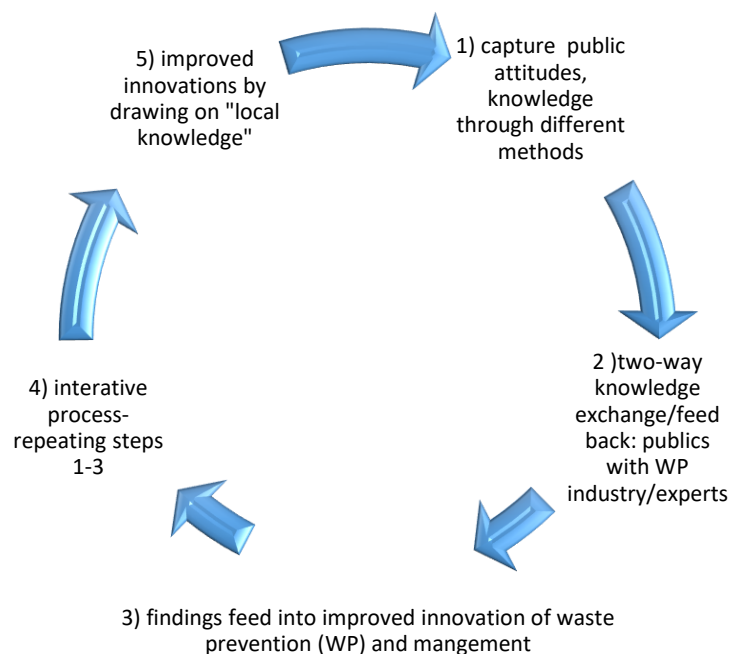 1) capture public
attitudes,
knowledge
through different
methods
2 )two-way
knowledge
exchange/feed
back: publics
with WP
industry/experts
3) findings feed into improved innovation of waste
prevention (WP) and mangement
4) interative
process-
repeating steps
1-3
5) improved
innovations by
drawing on "local
knowledge"